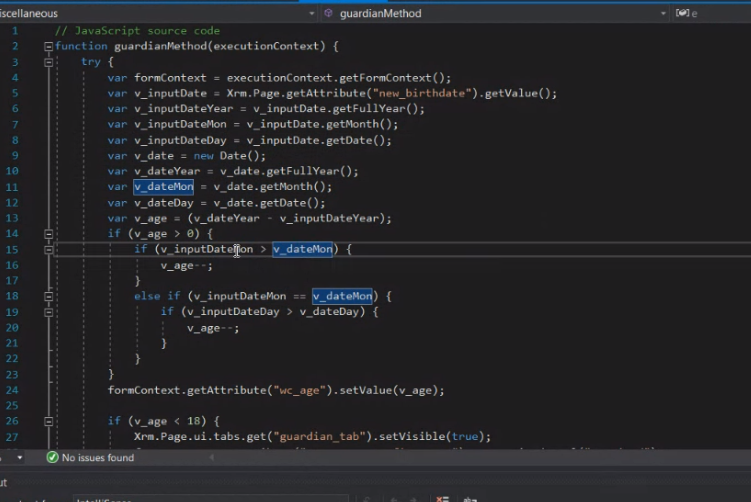 iscellaneous
guardianMethod
e
1 // JavaScript source code
2 function guardianMethod(executionContext) {
3 try {
4 var formContext = executionContext.getFormContext();
5 var v_inputDate = Xrm.Page.getAttribute("new_birthdate").getValue();
6 var v_inputDateYear = v_inputDate.getFullYear();
7 var v_inputDateMon = v_inputDate.getMonth();
8 var v_inputDateDay = v_inputDate.getDate();
9 var v_date = new Date();
10 var v_dateYear = v_date.getFullYear();
11 var v_dateMon = v_date.getMonth();
12 var v_dateDay = v_date.getDate();
13 var v_age = (v_dateYear - v_inputDateYear);
14 if (v_age > 0) {
15 if (v_inputDateMon > v_dateMon) {
16 v_age--;
17 }
18 else if (v_inputDateMon == v_dateMon) {
19 if (v_inputDateDay > v_dateDay) {
20 v_age--;
21 }
22 }
23 }
24 formContext.getAttribute("wc_age").setValue(v_age);
25
26 if (v_age < 18) {
27 Xrm.Page.ui.tabs.get("guardian_tab").setVisible(true);
No issues found
ut